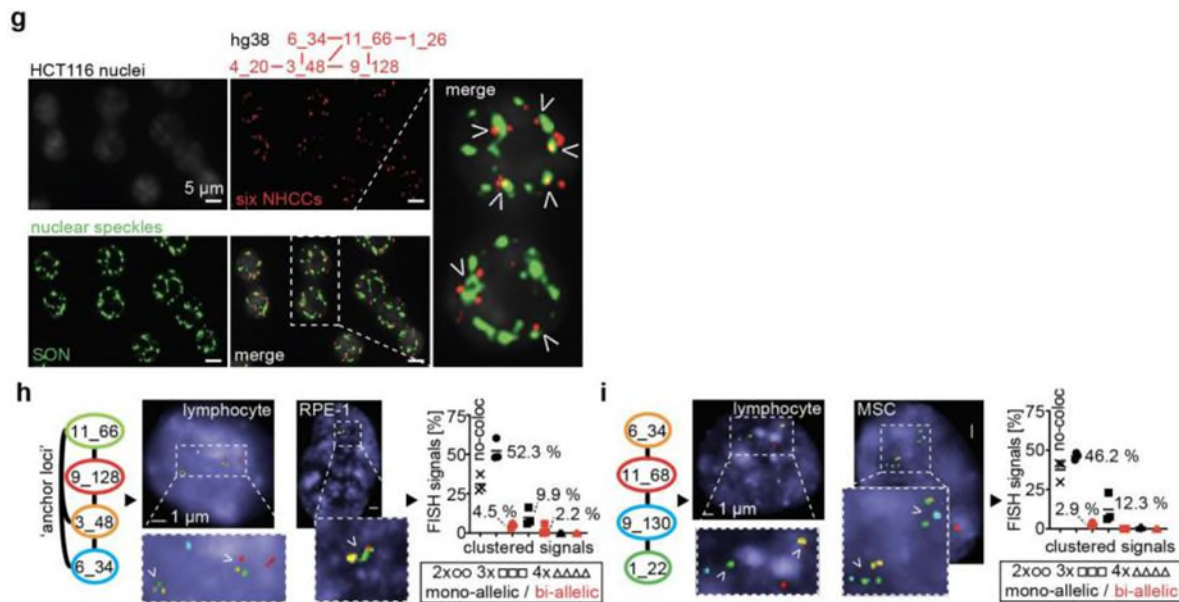 g
hg38 6_34 11_66 1_26
4_20 3_48 9_128
HCT116 nuclei
5 µm
six NHCCs
merge
nuclear speckles
SON
merge
h
'anchor loci'
11_66
9_128
3_48
6_34
lymphocyte
1 µm
RPE-1
FISH signals [%]
75
50
25
0
no-coloc
52.3 %
4.5 %
9.9 %
2.2 %
clustered signals
2x○○ 3x□□□ 4x△△△△
mono-allelic / bi-allelic
i
6_34
11_68
9_130
1_22
lymphocyte
1 µm
MSC
FISH signals [%]
75
50
25
0
no-coloc
46.2 %
2.9 %
12.3 %
clustered signals
2x○○ 3x□□□ 4x△△△△
mono-allelic / bi-allelic